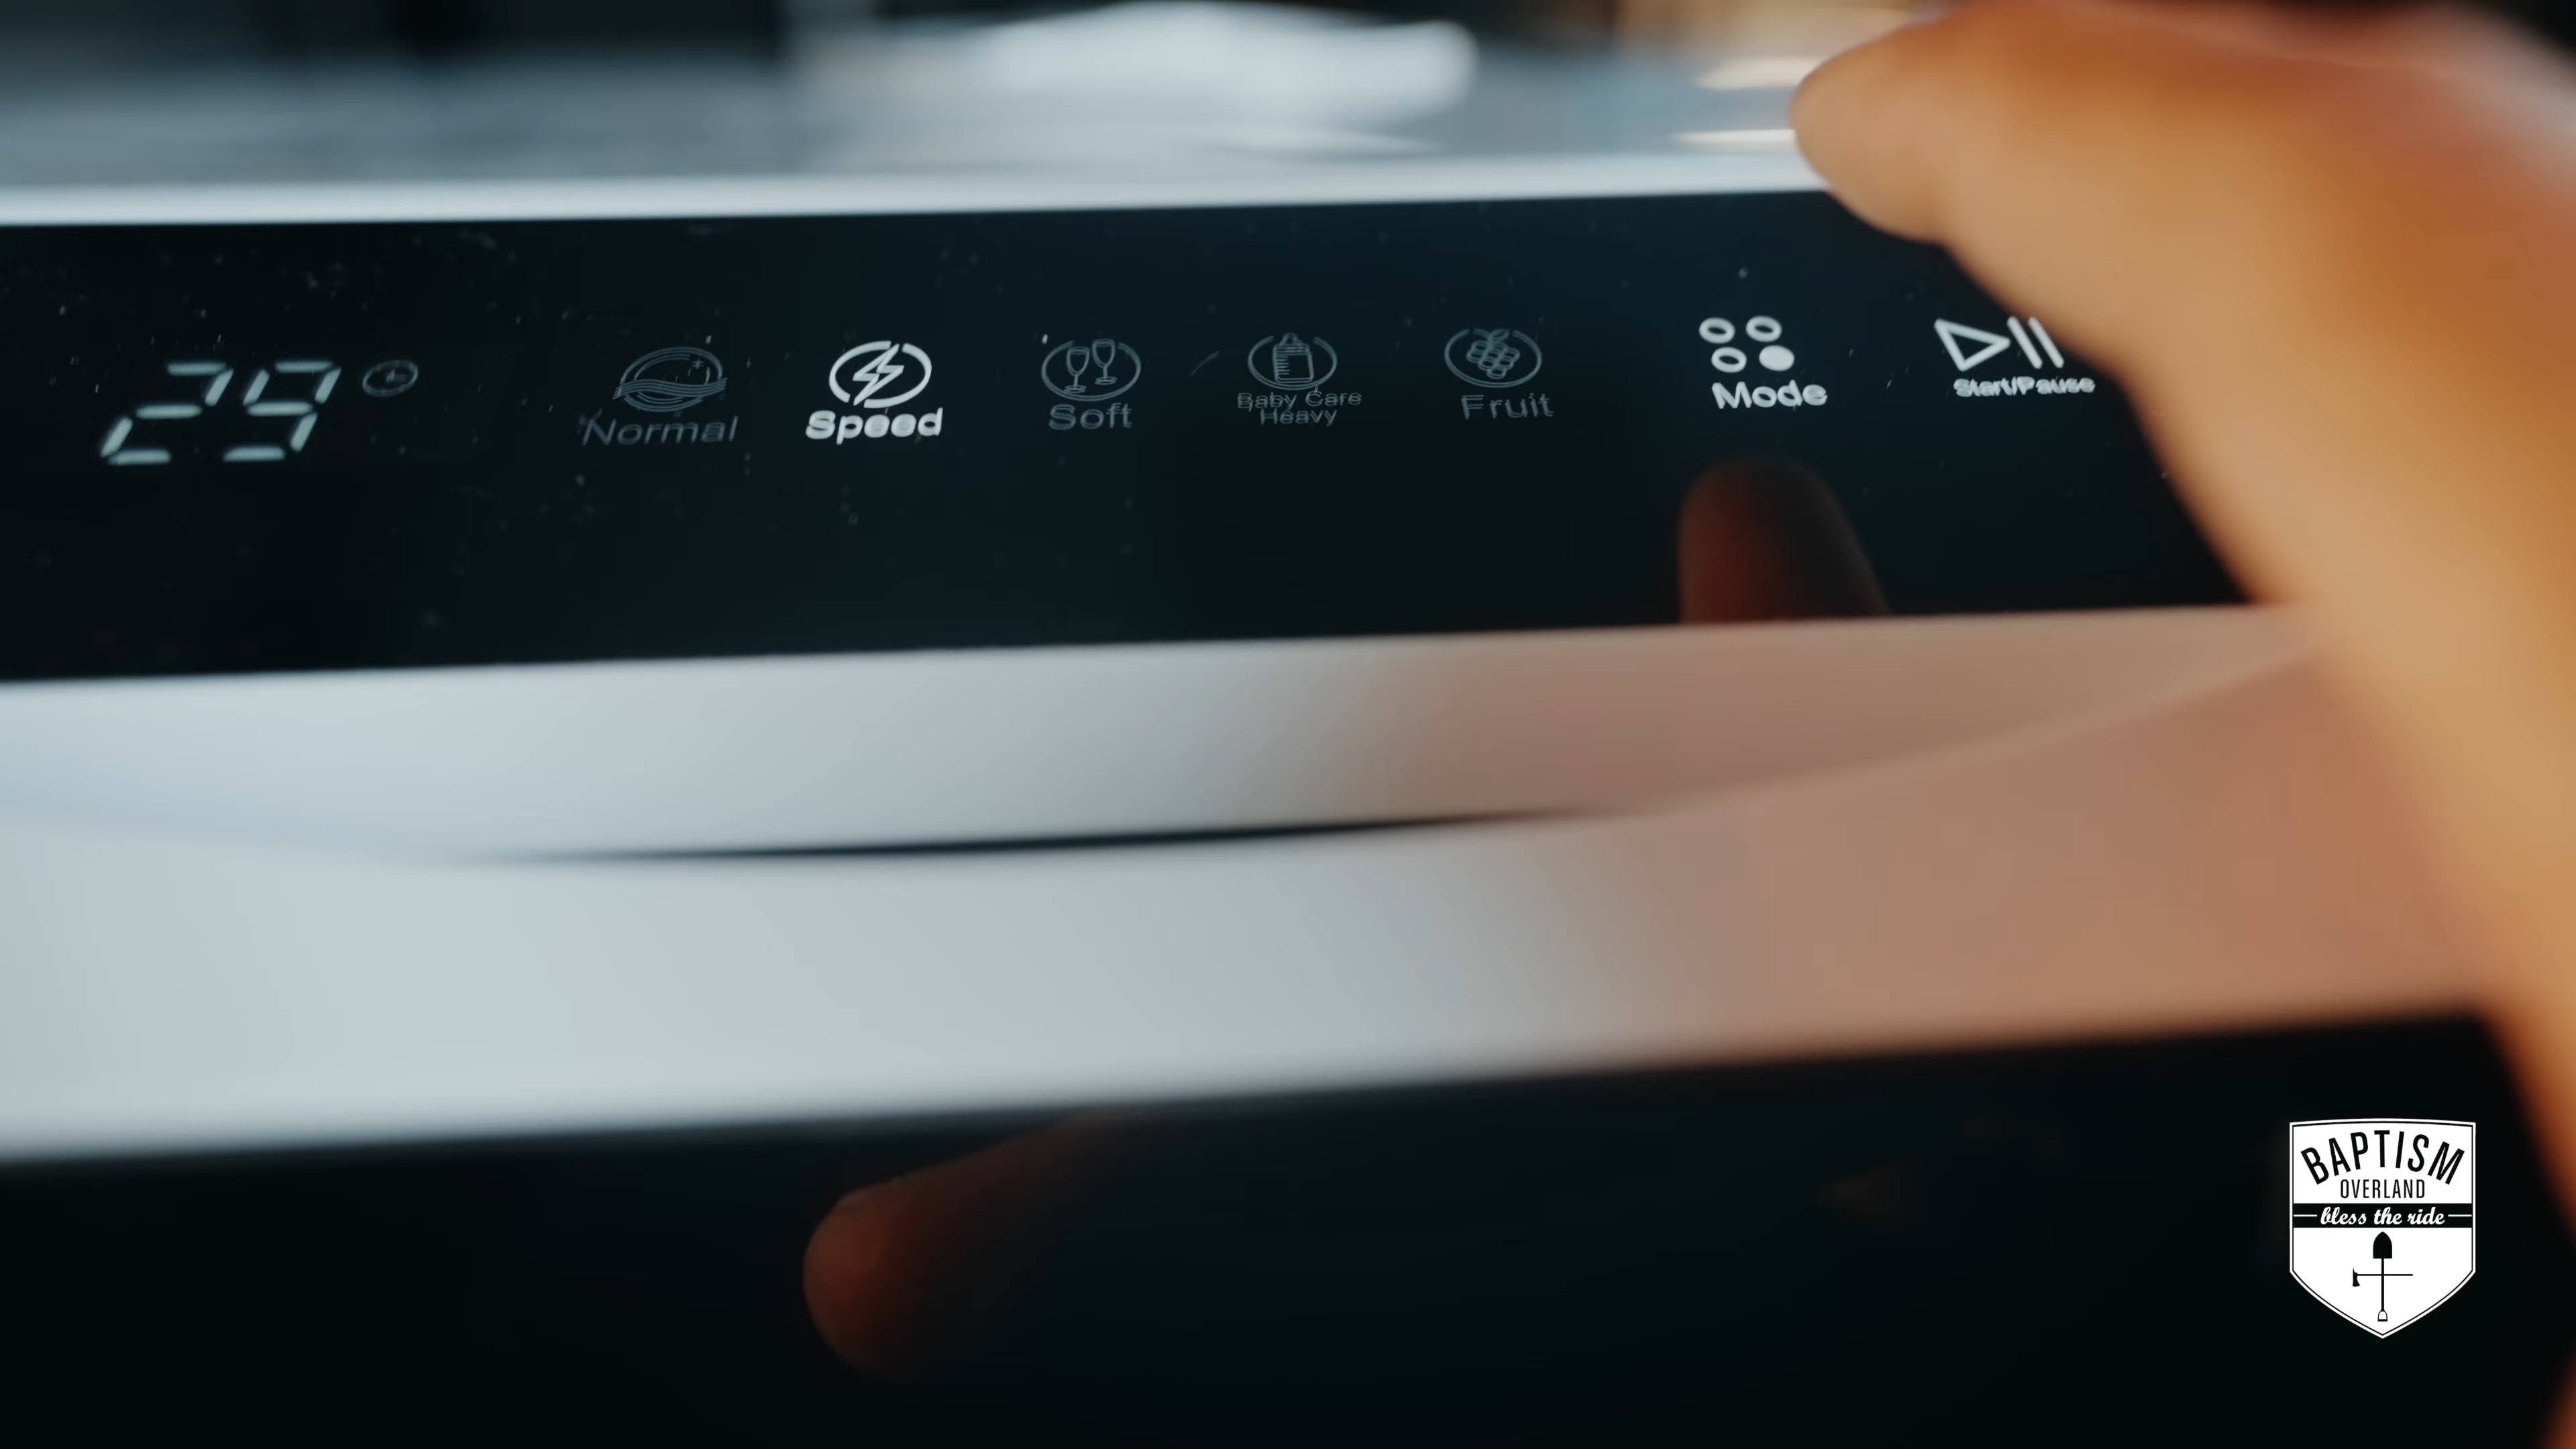 29
Normal
Speed
Soft
Baby Care
Heavy
Fruit
Mode
Start/Pause
BAPTISM
OVERLAND
bless the ride